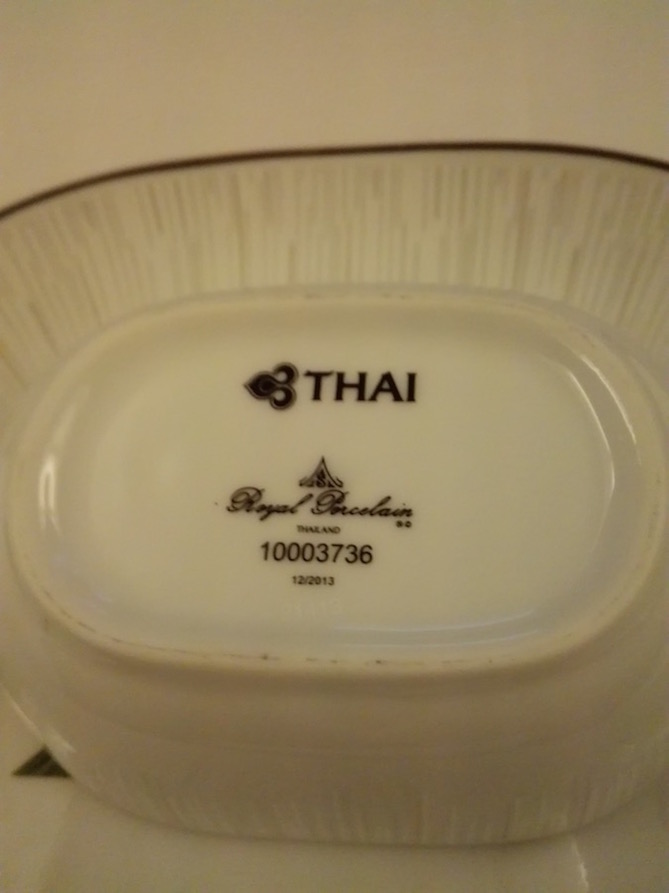 THAI
Royal Porcelain
THAILAND
10003736
12/2013